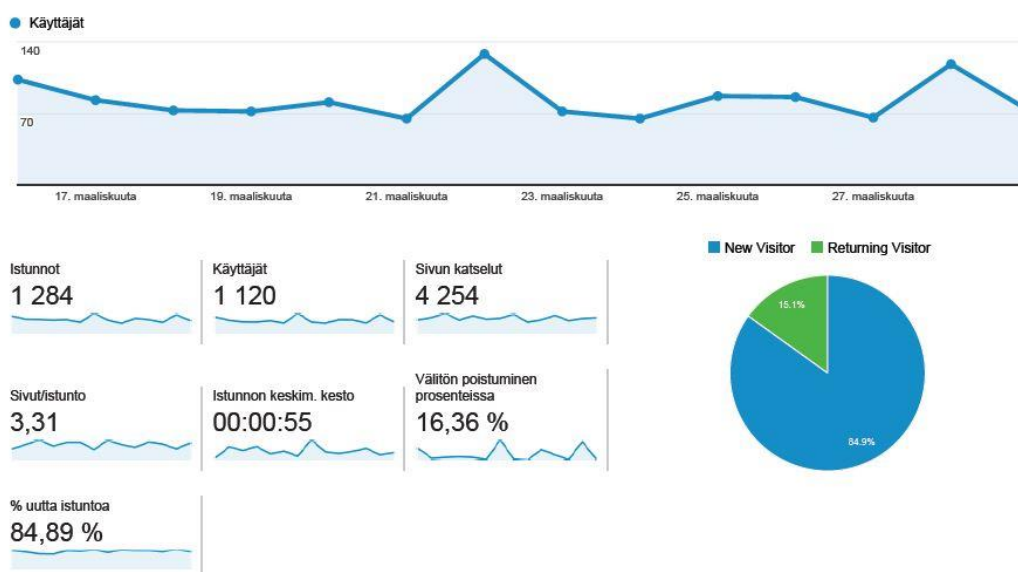 Käyttäjät
140
70
17. maaliskuuta 19. maaliskuuta 21. maaliskuuta 23. maaliskuuta 25. maaliskuuta 27. maaliskuuta
New Visitor Returning Visitor
Istunnot
1 284
Käyttäjät
1 120
Sivun katselut
4 254
Sivut/istunto
3,31
Istunnon keskim. kesto
00:00:55
Välitön poistuminen
prosenteissa
16,36 %
% uutta istuntoa
84,89 %
15.1%
84.9%